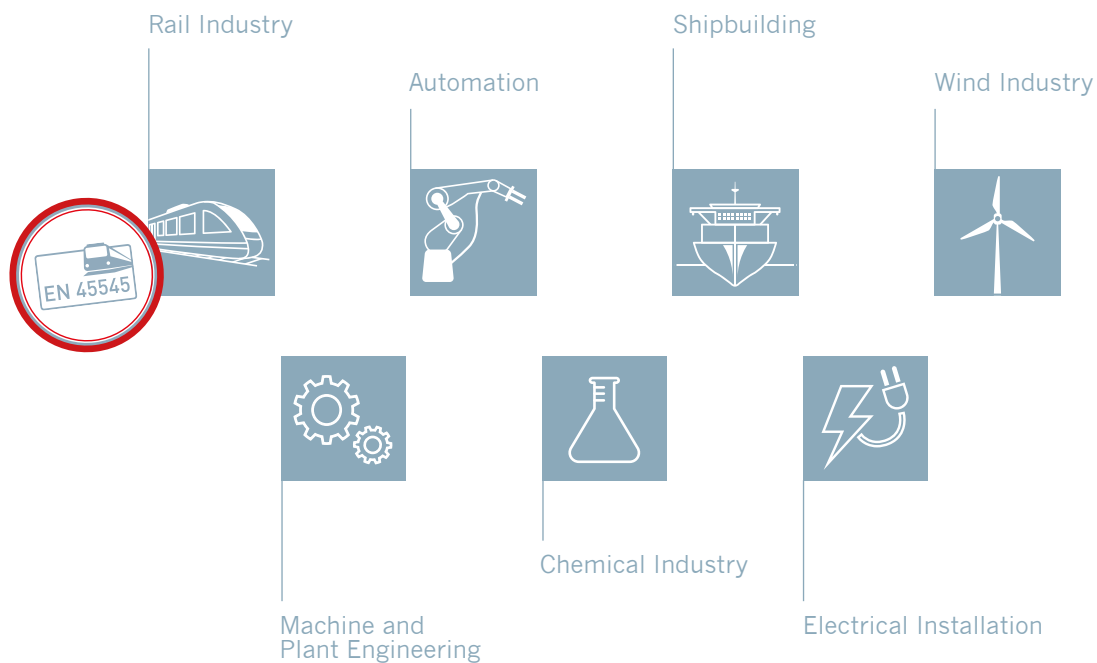 Rail Industry
Shipbuilding
Automation
Wind Industry
EN 45545
Chemical Industry
Machine and
Plant Engineering
Electrical Installation